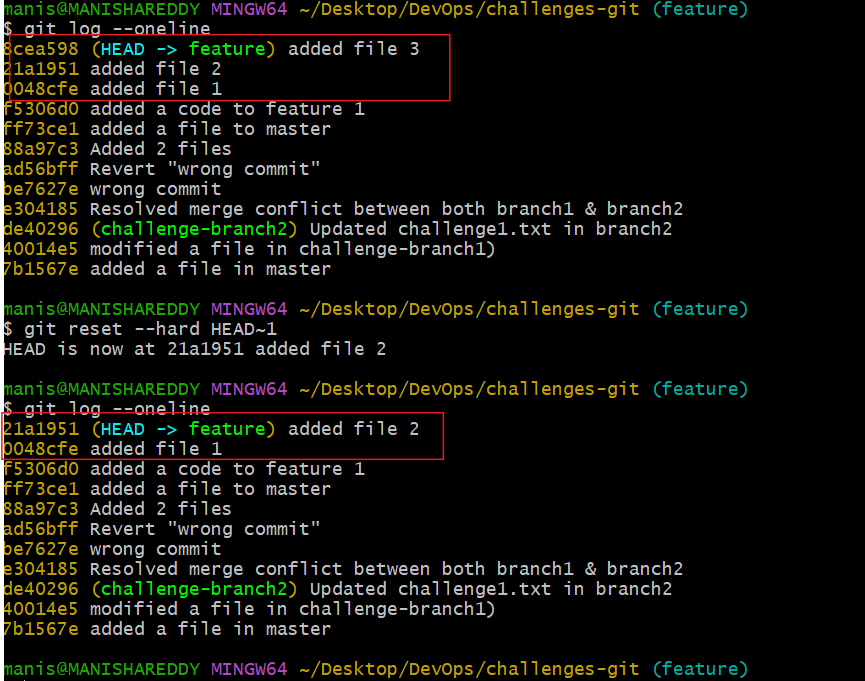 manis@MANISHAREDDY MINGW64 ~/Desktop/DevOps/challenges-git (feature)
$ git log --oneline
8cea598 (HEAD -> feature) added file 3
21a1951 added file 2
0048cfe added file 1
f5306d0 added a code to feature 1
ff73ce1 added a file to master
88a97c3 Added 2 files
ad56bff Revert "wrong commit"
be7627e wrong commit
e304185 Resolved merge conflict between both branch1 & branch2
de40296 (challenge-branch2) Updated challenge1.txt in branch2
40014e5 modified a file in challenge-branch1)
7b1567e added a file in master
manis@MANISHAREDDY MINGW64 ~/Desktop/DevOps/challenges-git (feature)
$ git reset --hard HEAD~1
HEAD is now at 21a1951 added file 2
manis@MANISHAREDDY MINGW64 ~/Desktop/DevOps/challenges-git (feature)
$ git log --oneline
21a1951 (HEAD -> feature) added file 2
0048cfe added file 1
f5306d0 added a code to feature 1
ff73ce1 added a file to master
88a97c3 Added 2 files
ad56bff Revert "wrong commit"
be7627e wrong commit
e304185 Resolved merge conflict between both branch1 & branch2
de40296 (challenge-branch2) Updated challenge1.txt in branch2
40014e5 modified a file in challenge-branch1)
7b1567e added a file in master
manis@MANISHAREDDY MINGW64 ~/Desktop/DevOps/challenges-git (feature)